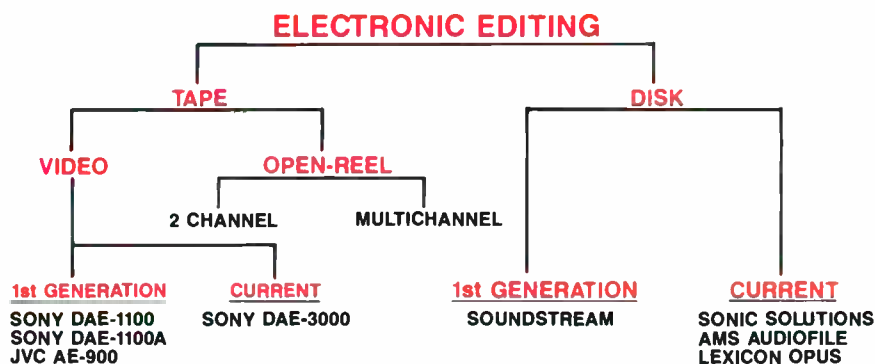 ELECTRONIC EDITING
TAPE
DISK
VIDEO
OPEN-REEL
2 CHANNEL
MULTICHANNEL
1st GENERATION
SONY DAE-1100
SONY DAE-1100A
JVC AE-900
CURRENT
SONY DAE-3000
1st GENERATION
SOUNDSTREAM
CURRENT
SONIC SOLUTIONS
AMS AUDIOFILE
LEXICON OPUS